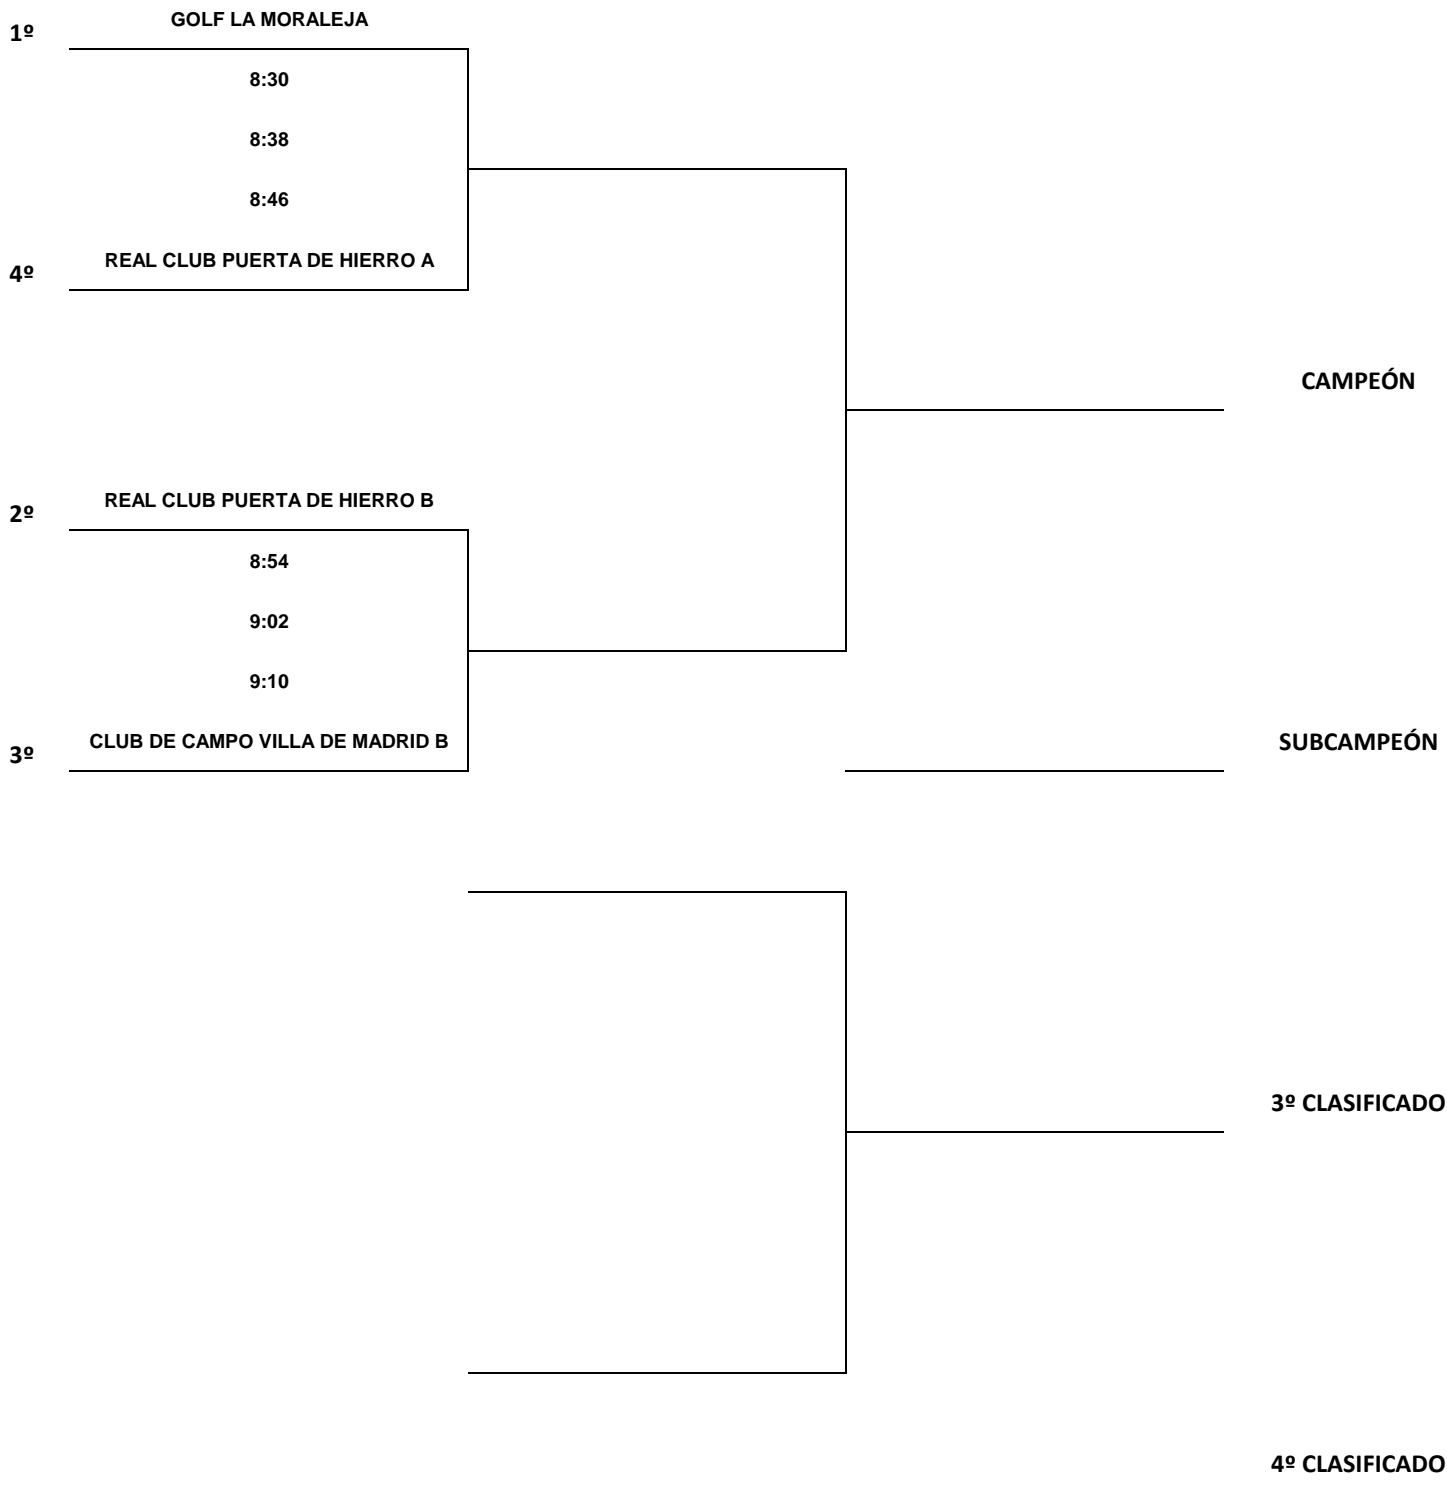 GOLF LA MORALEJA
1º
8:30
8:38
8:46
REAL CLUB PUERTA DE HIERRO A
4º
CAMPEÓN
REAL CLUB PUERTA DE HIERRO B
2º
8:54
9:02
9:10
CLUB DE CAMPO VILLA DE MADRID B
3º
SUBCAMPEÓN
3º CLASIFICADO
4º CLASIFICADO